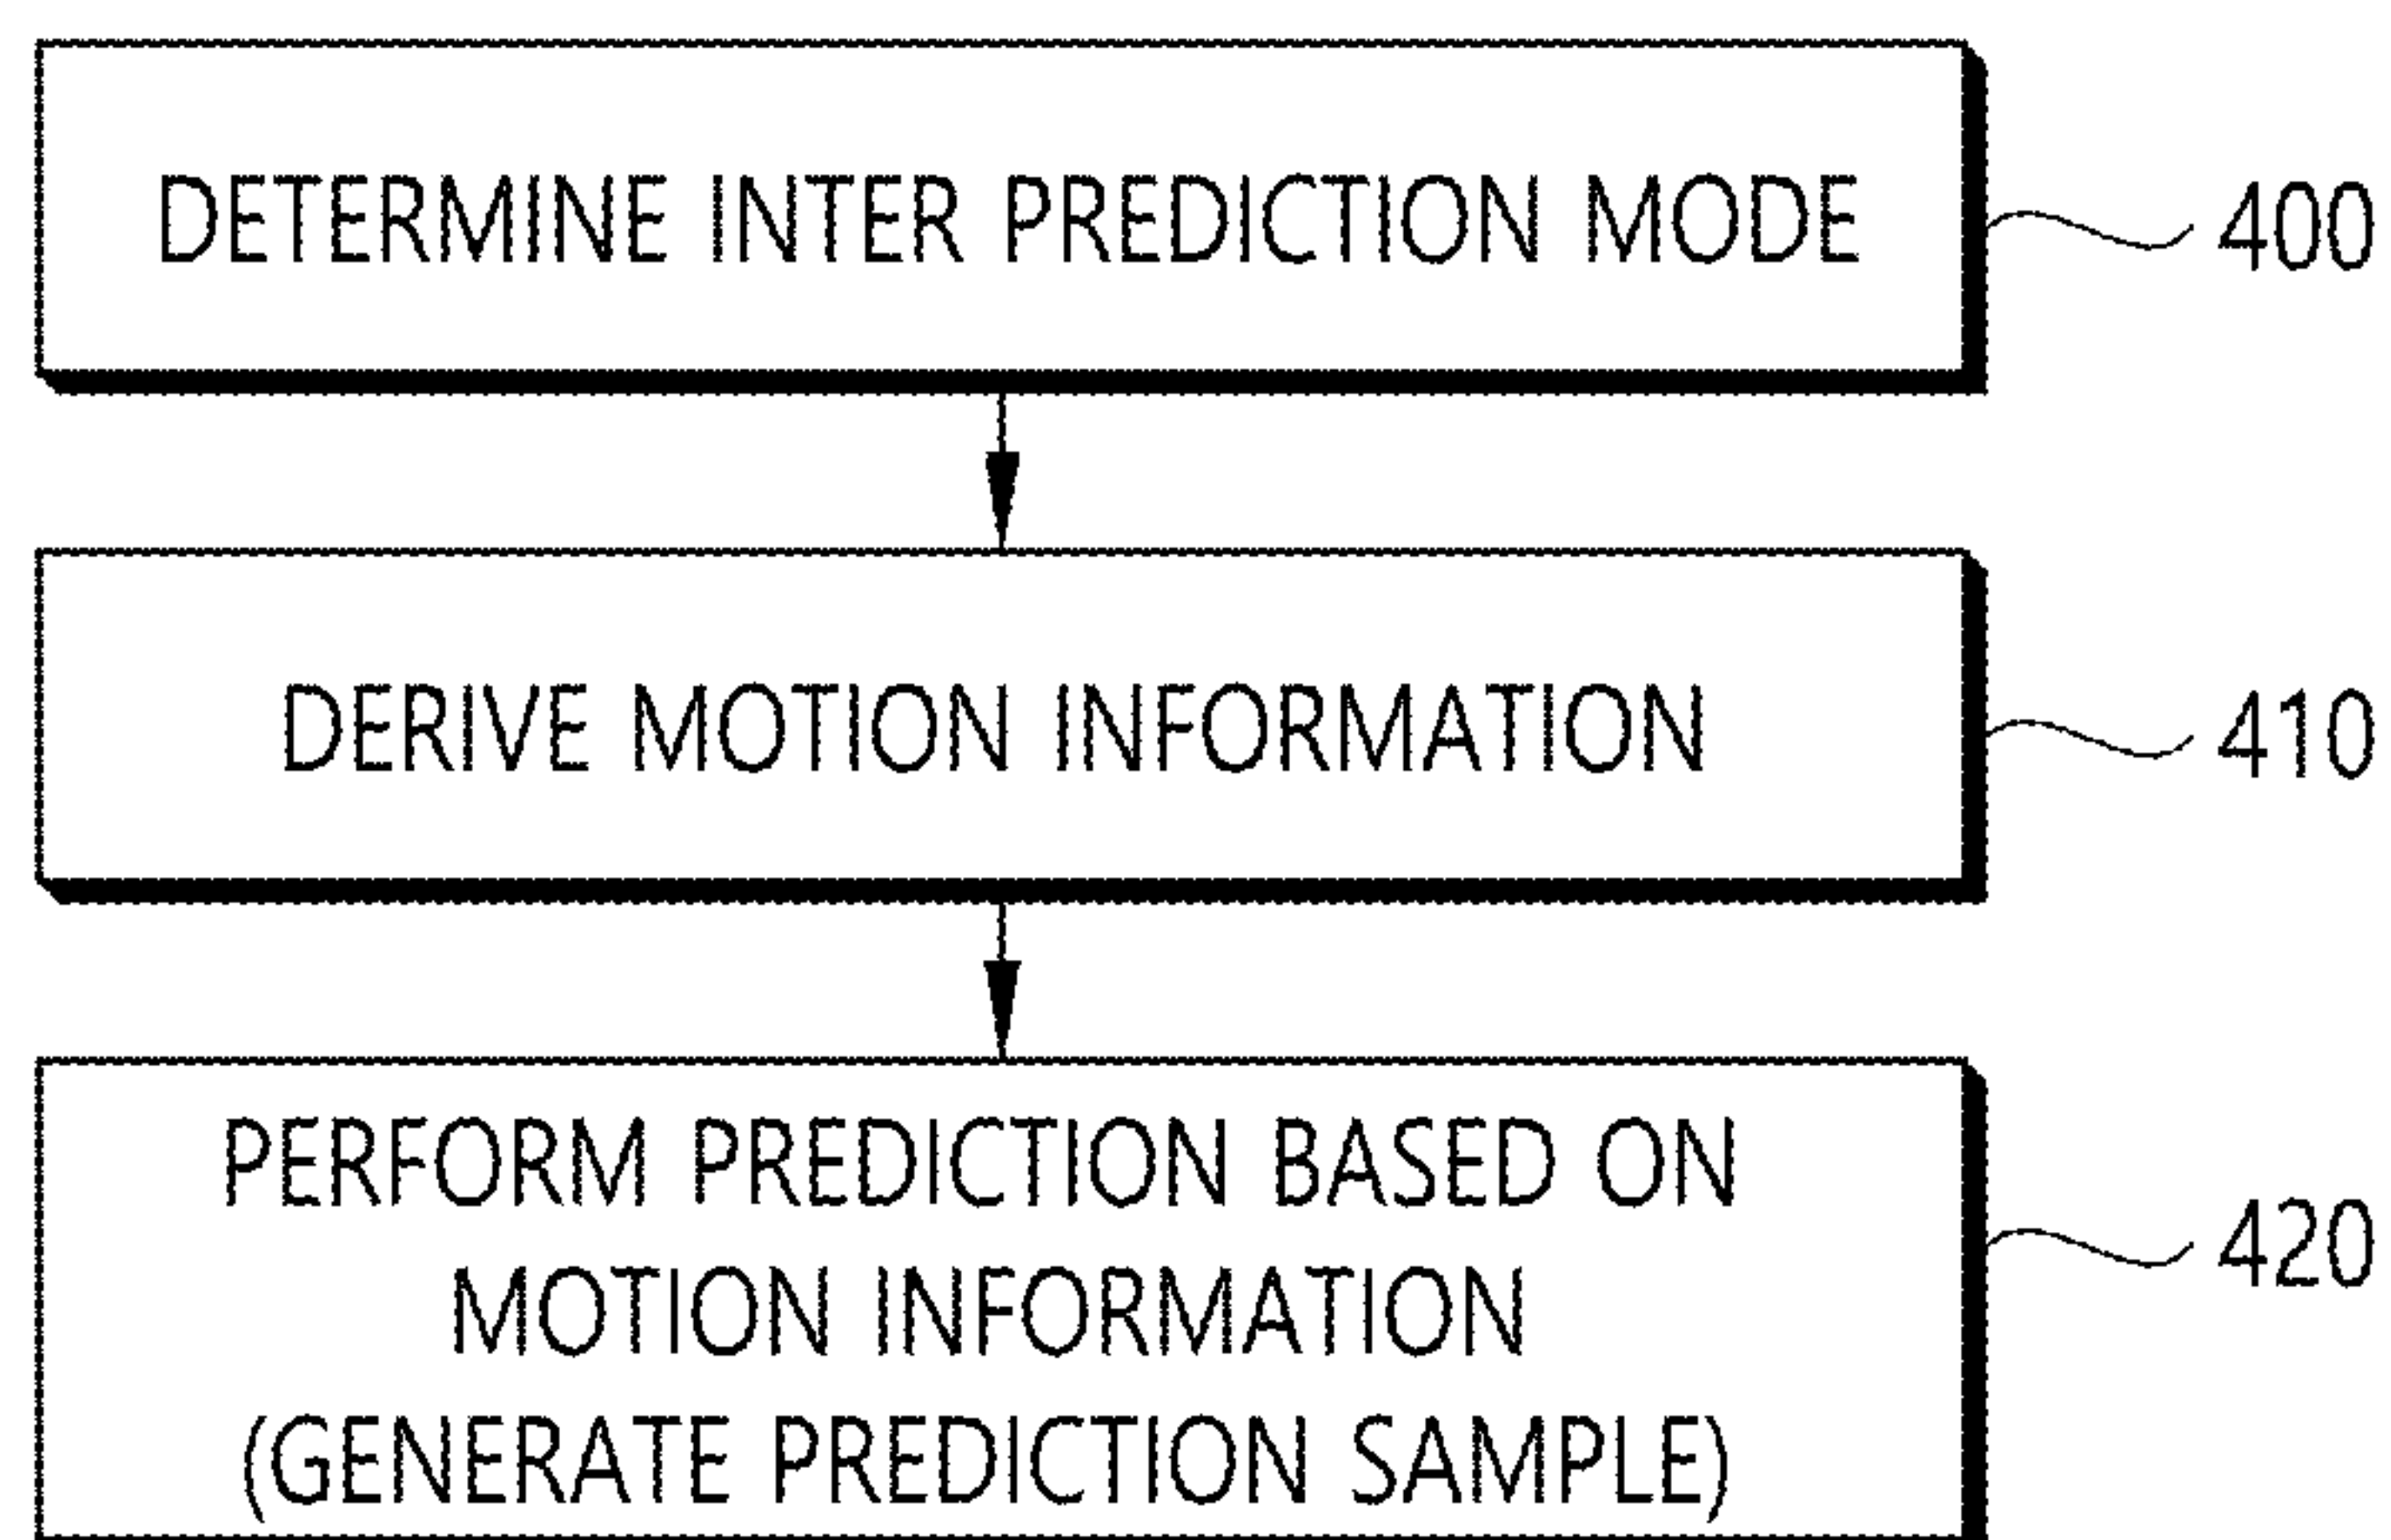 DETERMINE INTER PREDICTION MODE
400
DERIVE MOTION INFORMATION
410
PERFORM PREDICTION BASED ON
MOTION INFORMATION
(GENERATE PREDICTION SAMPLE)
420